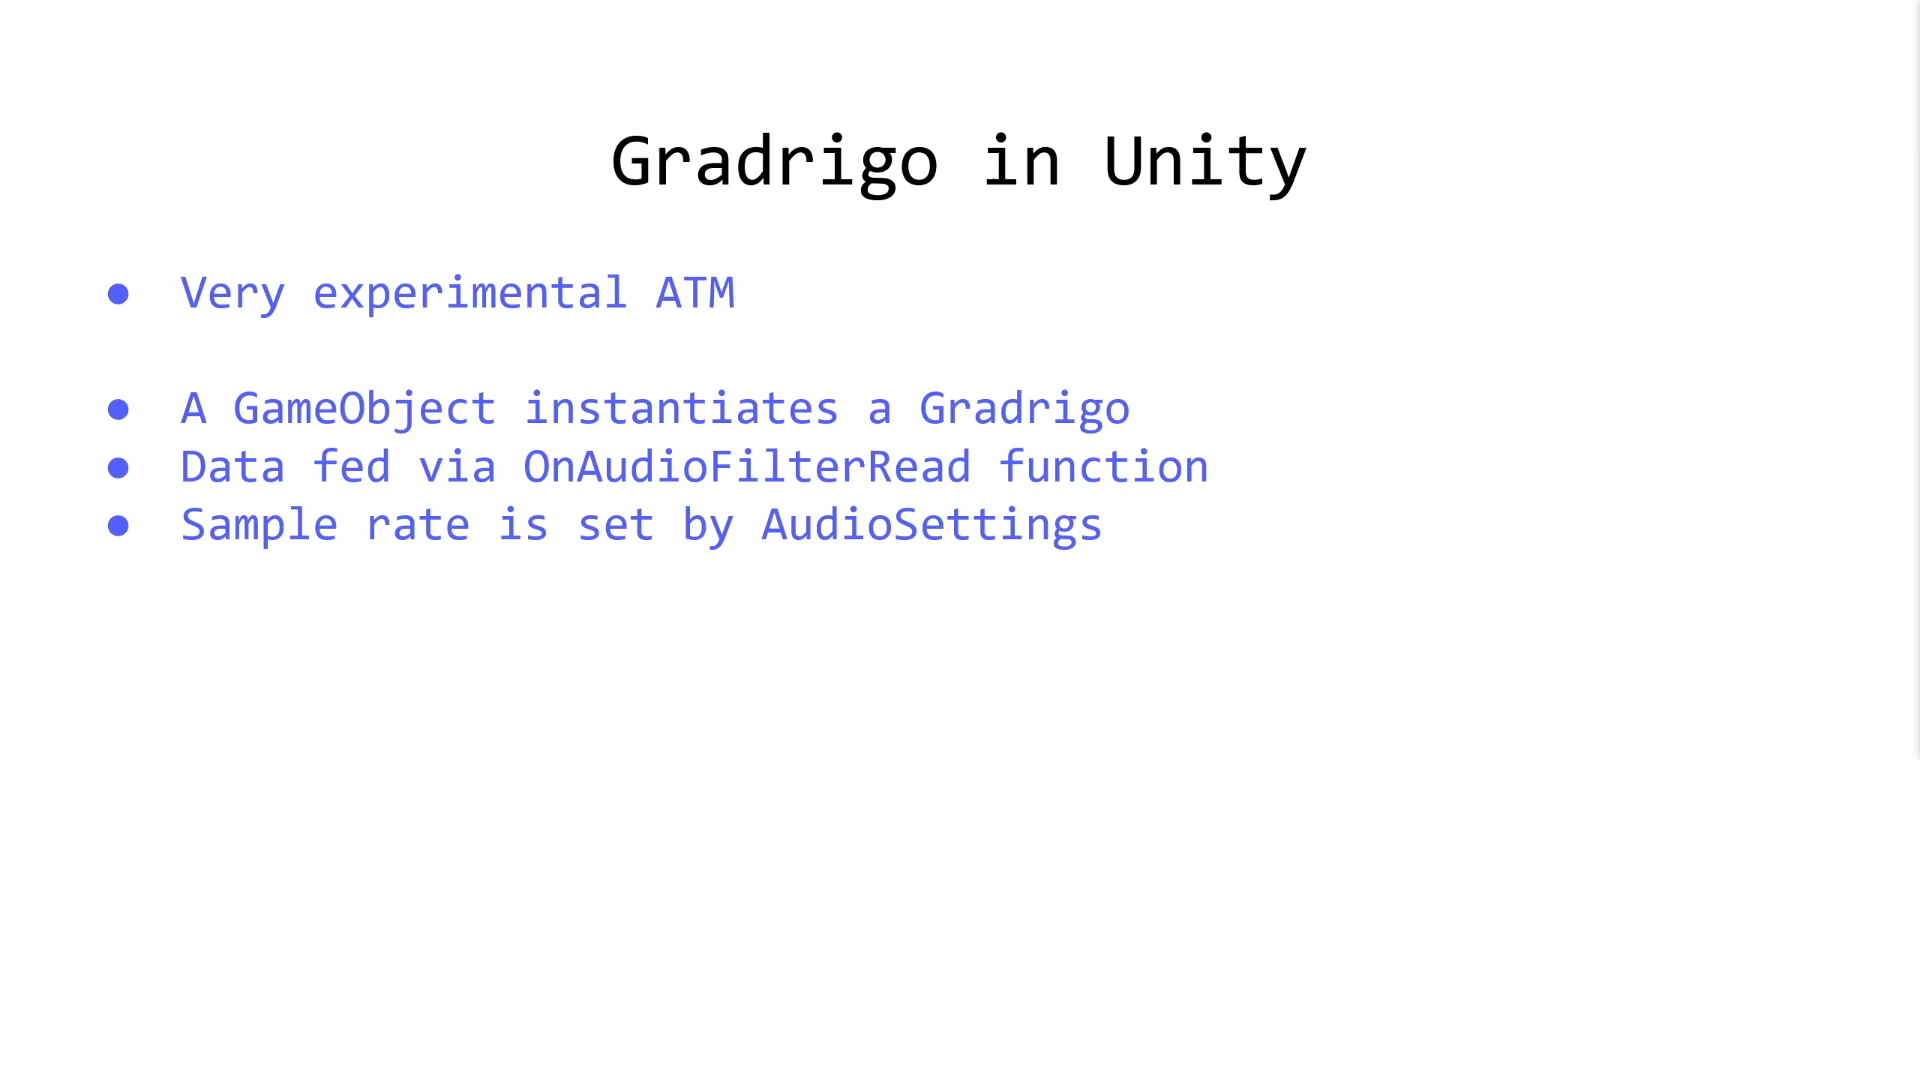 Gradrigo in Unity
● Very experimental ATM
● A GameObject instantiates a Gradrigo
● Data fed via OnAudioFilterRead function
● Sample rate is set by AudioSettings